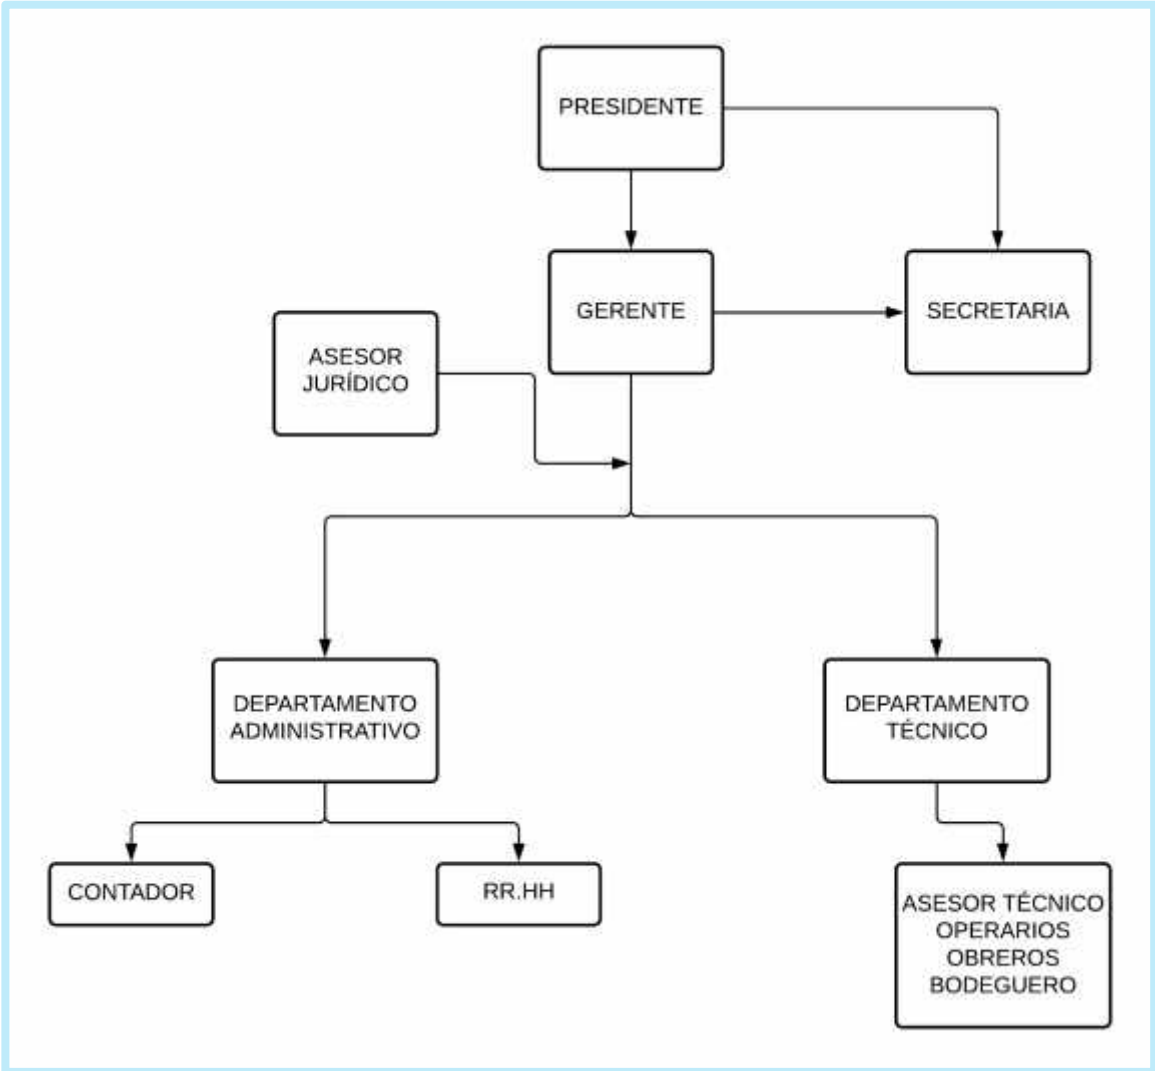 PRESIDENTE
GERENTE
SECRETARIA
ASESOR
JURÍDICO
DEPARTAMENTO
ADMINISTRATIVO
DEPARTAMENTO
TÉCNICO
CONTADOR
RR.HH
ASESOR TÉCNICO
OPERARIOS
OBREROS
BODEGUERO